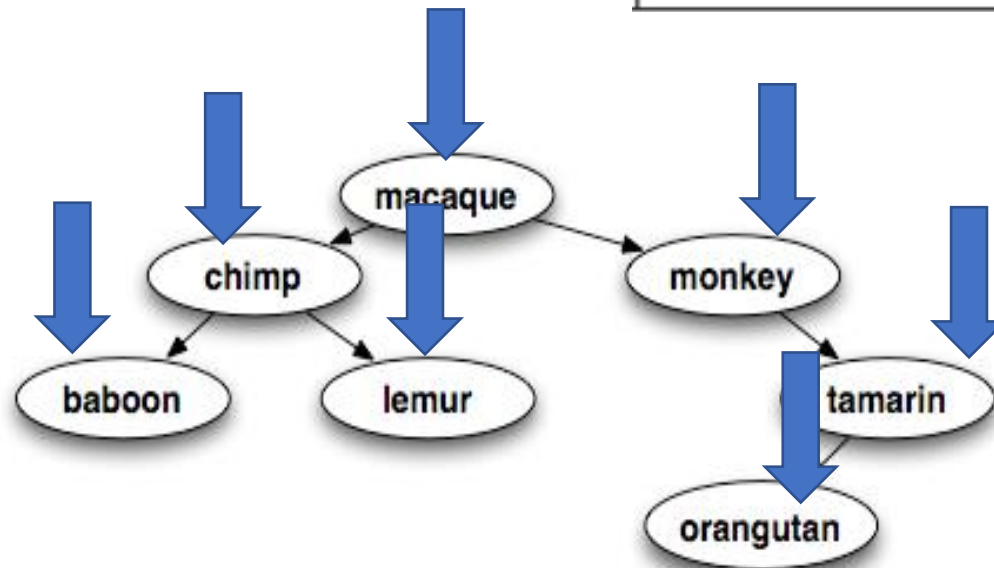 macaque
chimp
monkey
baboon
lemur
tamarin
orangutan